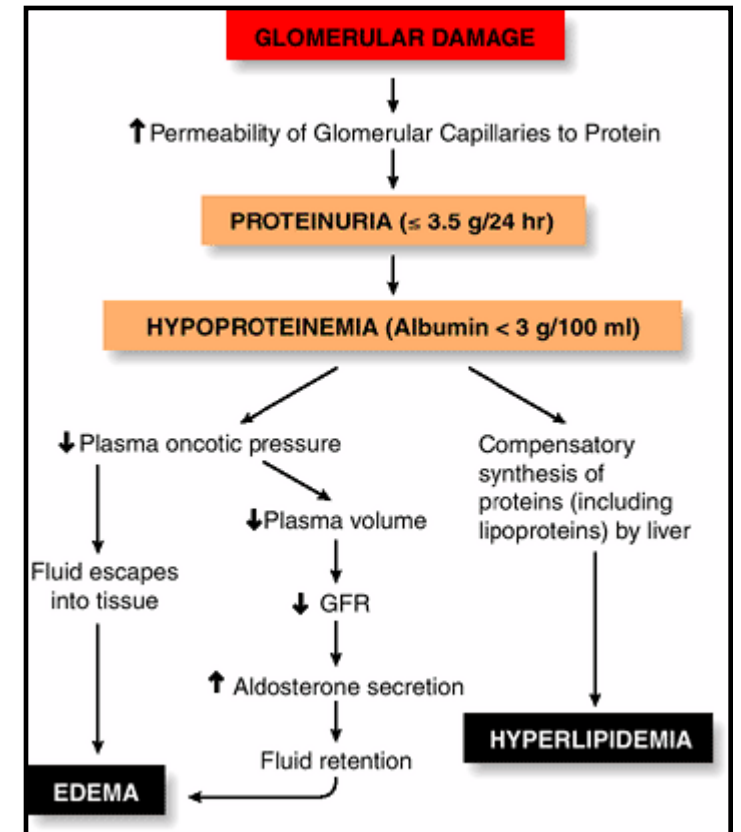 GLOMERULAR DAMAGE
↑ Permeability of Glomerular Capillaries to Protein
PROTEINURIA (≤ 3.5 g/24 hr)
HYPOPROTEINEMIA (Albumin < 3 g/100 ml)
↓ Plasma oncotic pressure
↓ Plasma volume
↓ GFR
↑ Aldosterone secretion
Fluid retention
Fluid escapes
into tissue
EDEMA
Compensatory
synthesis of
proteins (including
lipoproteins) by liver
HYPERLIPIDEMIA